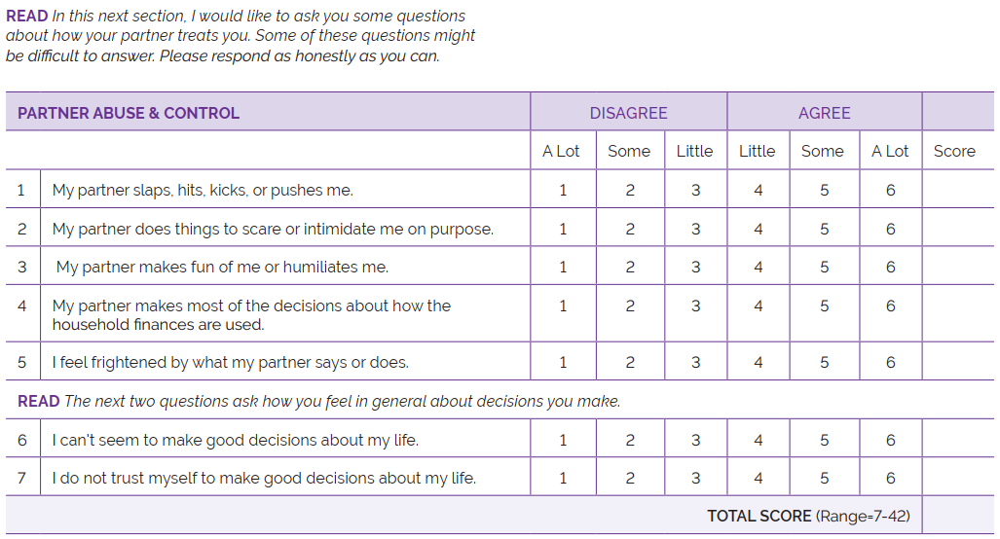 READ In this next section, I would like to ask you some questions
about how your partner treats you. Some of these questions might
be difficult to answer. Please respond as honestly as you can.
PARTNER ABUSE & CONTROL DISAGREE AGREE
A Lot Some Little Little Some A Lot Score
1 My partner slaps, hits, kicks, or pushes me. 1 2 3 4 5 6
2 My partner does things to scare or intimidate me on purpose. 1 2 3 4 5 6
3 My partner makes fun of me or humiliates me. 1 2 3 4 5 6
4 My partner makes most of the decisions about how the 1 2 3 4 5 6
household finances are used.
5 I feel frightened by what my partner says or does. 1 2 3 4 5 6
READ The next two questions ask how you feel in general about decisions you make.
6 I can't seem to make good decisions about my life. 1 2 3 4 5 6
7 I do not trust myself to make good decisions about my life. 1 2 3 4 5 6
TOTAL SCORE (Range=7-42)